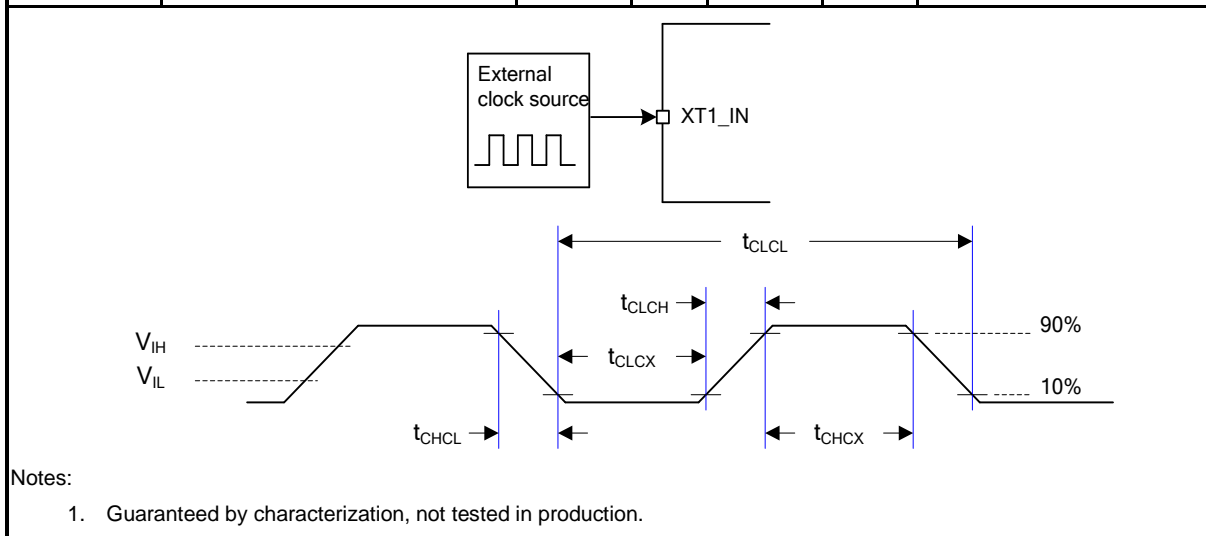 External
clock source
XT1_IN
tCLCL
tCLCH
90%
VIH
tCLCX
VIL
10%
tCHCL
tCHCX
Notes:
1. Guaranteed by characterization, not tested in production.